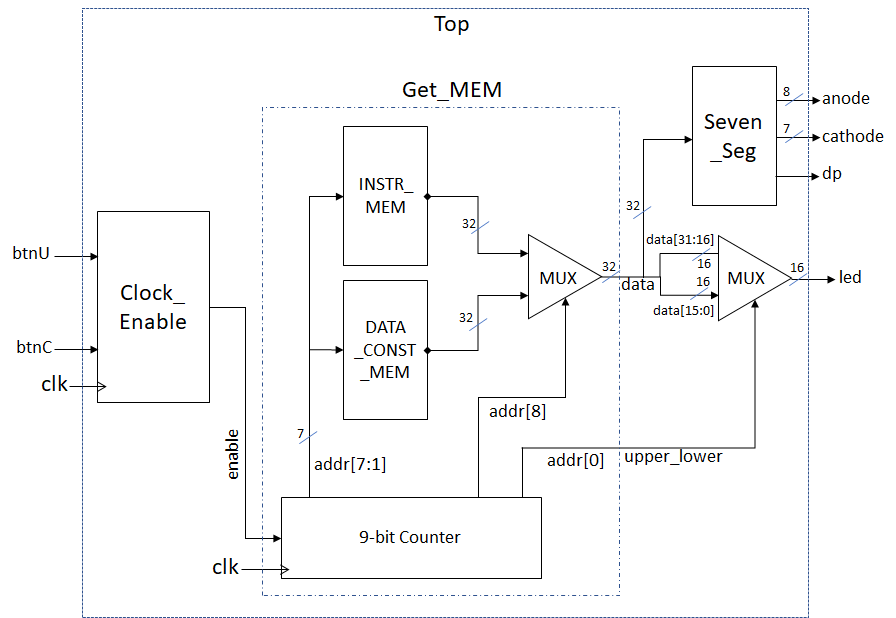 Top
Get_MEM
Seven
_Seg
8
anode
7
cathode
dp
INSTR_
MEM
32
32
btnU
Clock_
Enable
btnC
clk
DATA
_CONST
_MEM
32
MUX
32
data
data[31:16]
16
16
data[15:0]
MUX
16
led
addr[8]
7
addr[7:1]
enable
addr[0]
upper_lower
9-bit Counter
clk